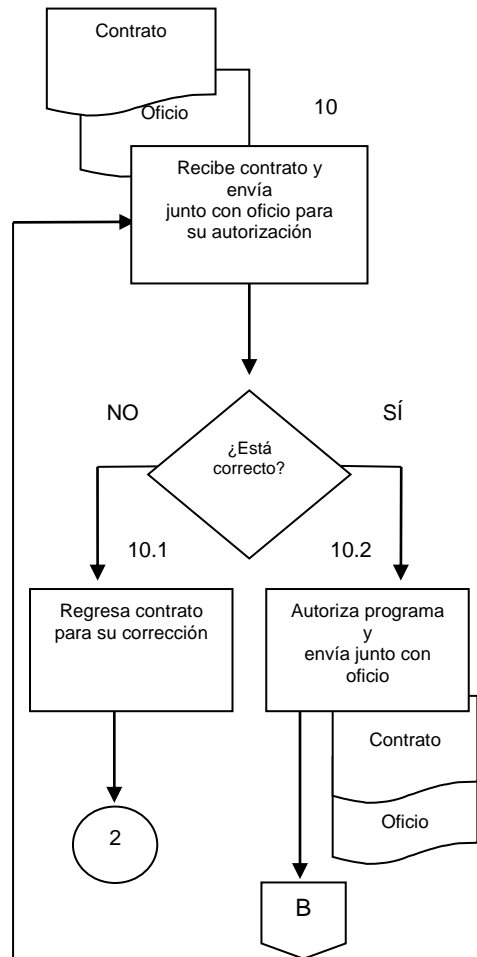 Contrato
Oficio
10
Recibe contrato y
envía
junto con oficio para
su autorización
NO
SÍ
¿Está
correcto?
10.1
10.2
Regresa contrato
para su corrección
Autoriza programa
y
envía junto con
oficio
Contrato
Oficio
2
B